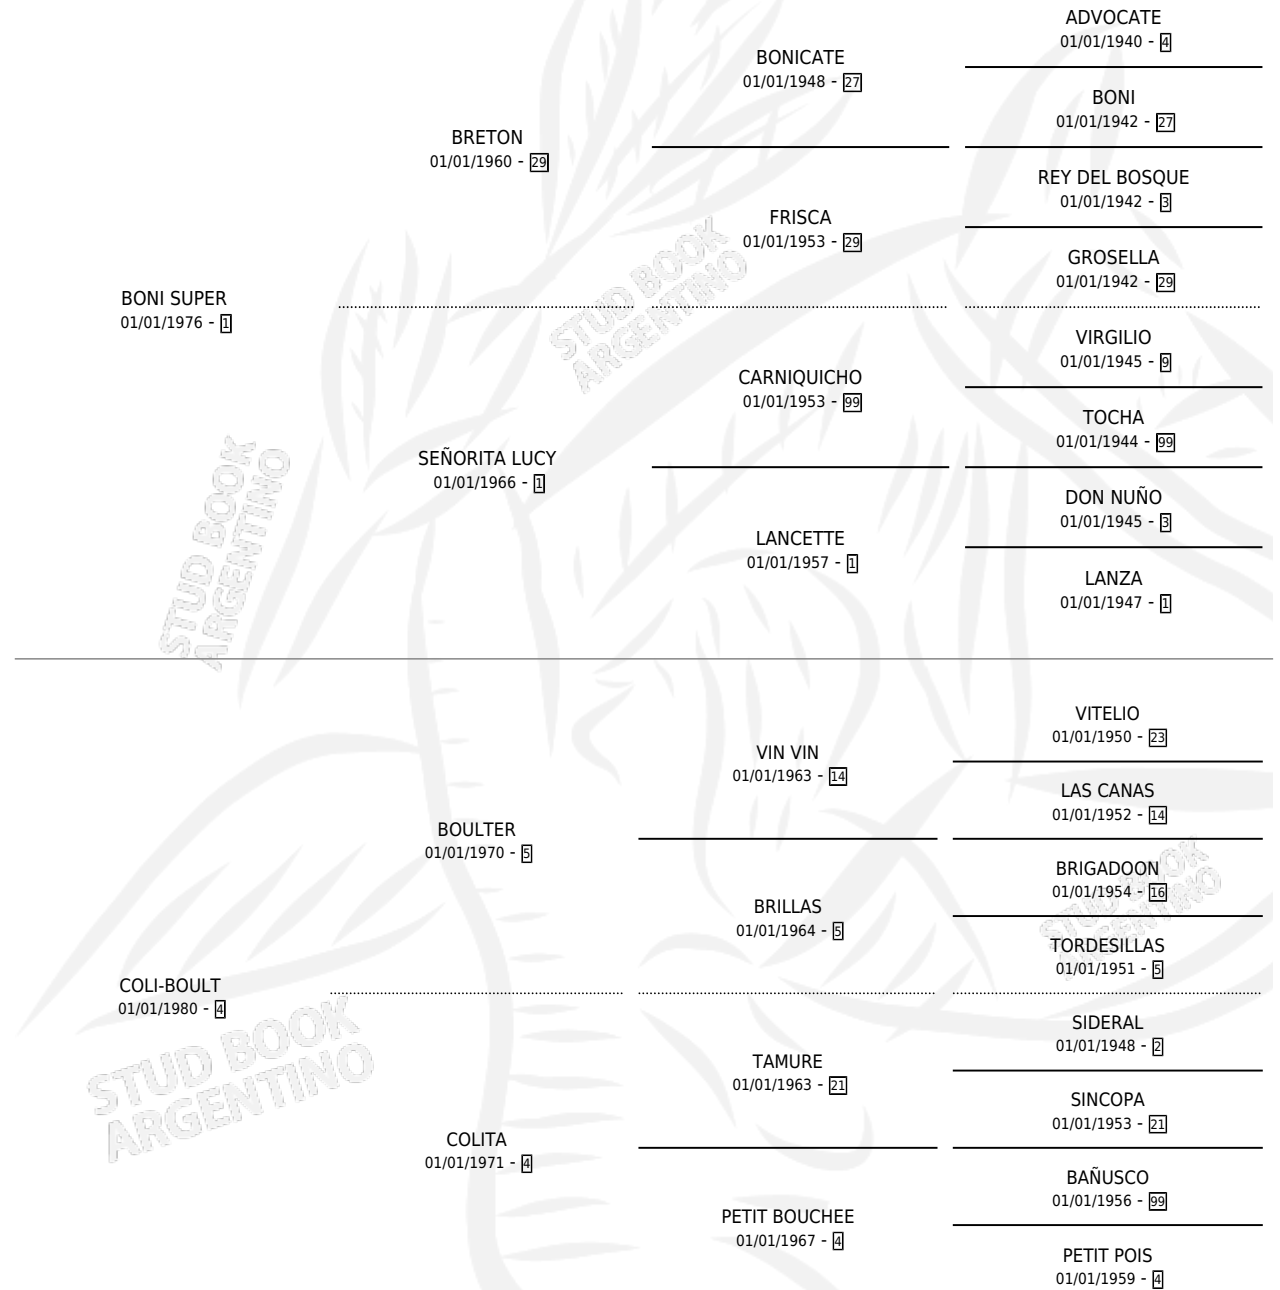 ADVOCATE
01/01/1940 - 4
BONICATE
01/01/1948 - 27
BONI
01/01/1942 - 27
BRETON
01/01/1960 - 29
REY DEL BOSQUE
01/01/1942 - 3
FRISCA
01/01/1953 - 29
GROSELLA
01/01/1942 - 29
BONI SUPER
01/01/1976 - 1
VIRGILIO
01/01/1945 - 9
CARNIQUICHO
01/01/1953 - 99
TOCHA
01/01/1944 - 99
SEÑORITA LUCY
01/01/1966 - 1
DON NUÑO
01/01/1945 - 3
LANCETTE
01/01/1957 - 1
LANZA
01/01/1947 - 1
VITELIO
01/01/1950 - 23
VIN VIN
01/01/1963 - 14
LAS CANAS
01/01/1952 - 14
BOULTER
01/01/1970 - 5
BRIGADOON
01/01/1954 - 16
BRILLAS
01/01/1964 - 5
TORDESILLAS
01/01/1951 - 5
COLI-BOULT
01/01/1980 - 4
SIDERAL
01/01/1948 - 2
TAMURE
01/01/1963 - 21
SINCOPA
01/01/1953 - 21
COLITA
01/01/1971 - 4
BAÑUSCO
01/01/1956 - 99
PETIT BOUCHEE
01/01/1967 - 4
PETIT POIS
01/01/1959 - 4
STUD BOOK
ARGENTINO
STUD BOOK
ARGENTINO
STUD BOOK
ARGENTINO
STUD BOOK
ARGENTINO